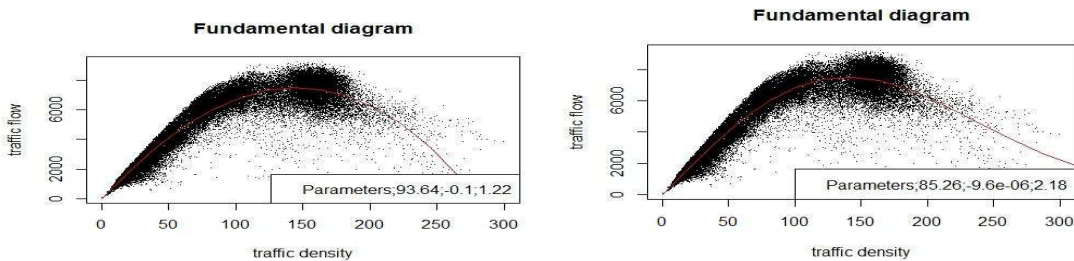 Fundamental diagram
traffic flow
6000
2000
0
Parameters;93.64;-0.1;1.22
0 50 100 150 200 250 300
traffic density
Fundamental diagram
traffic flow
6000
2000
0
Parameters;85.26;-9.6e-06;2.18
0 50 100 150 200 250 300
traffic density